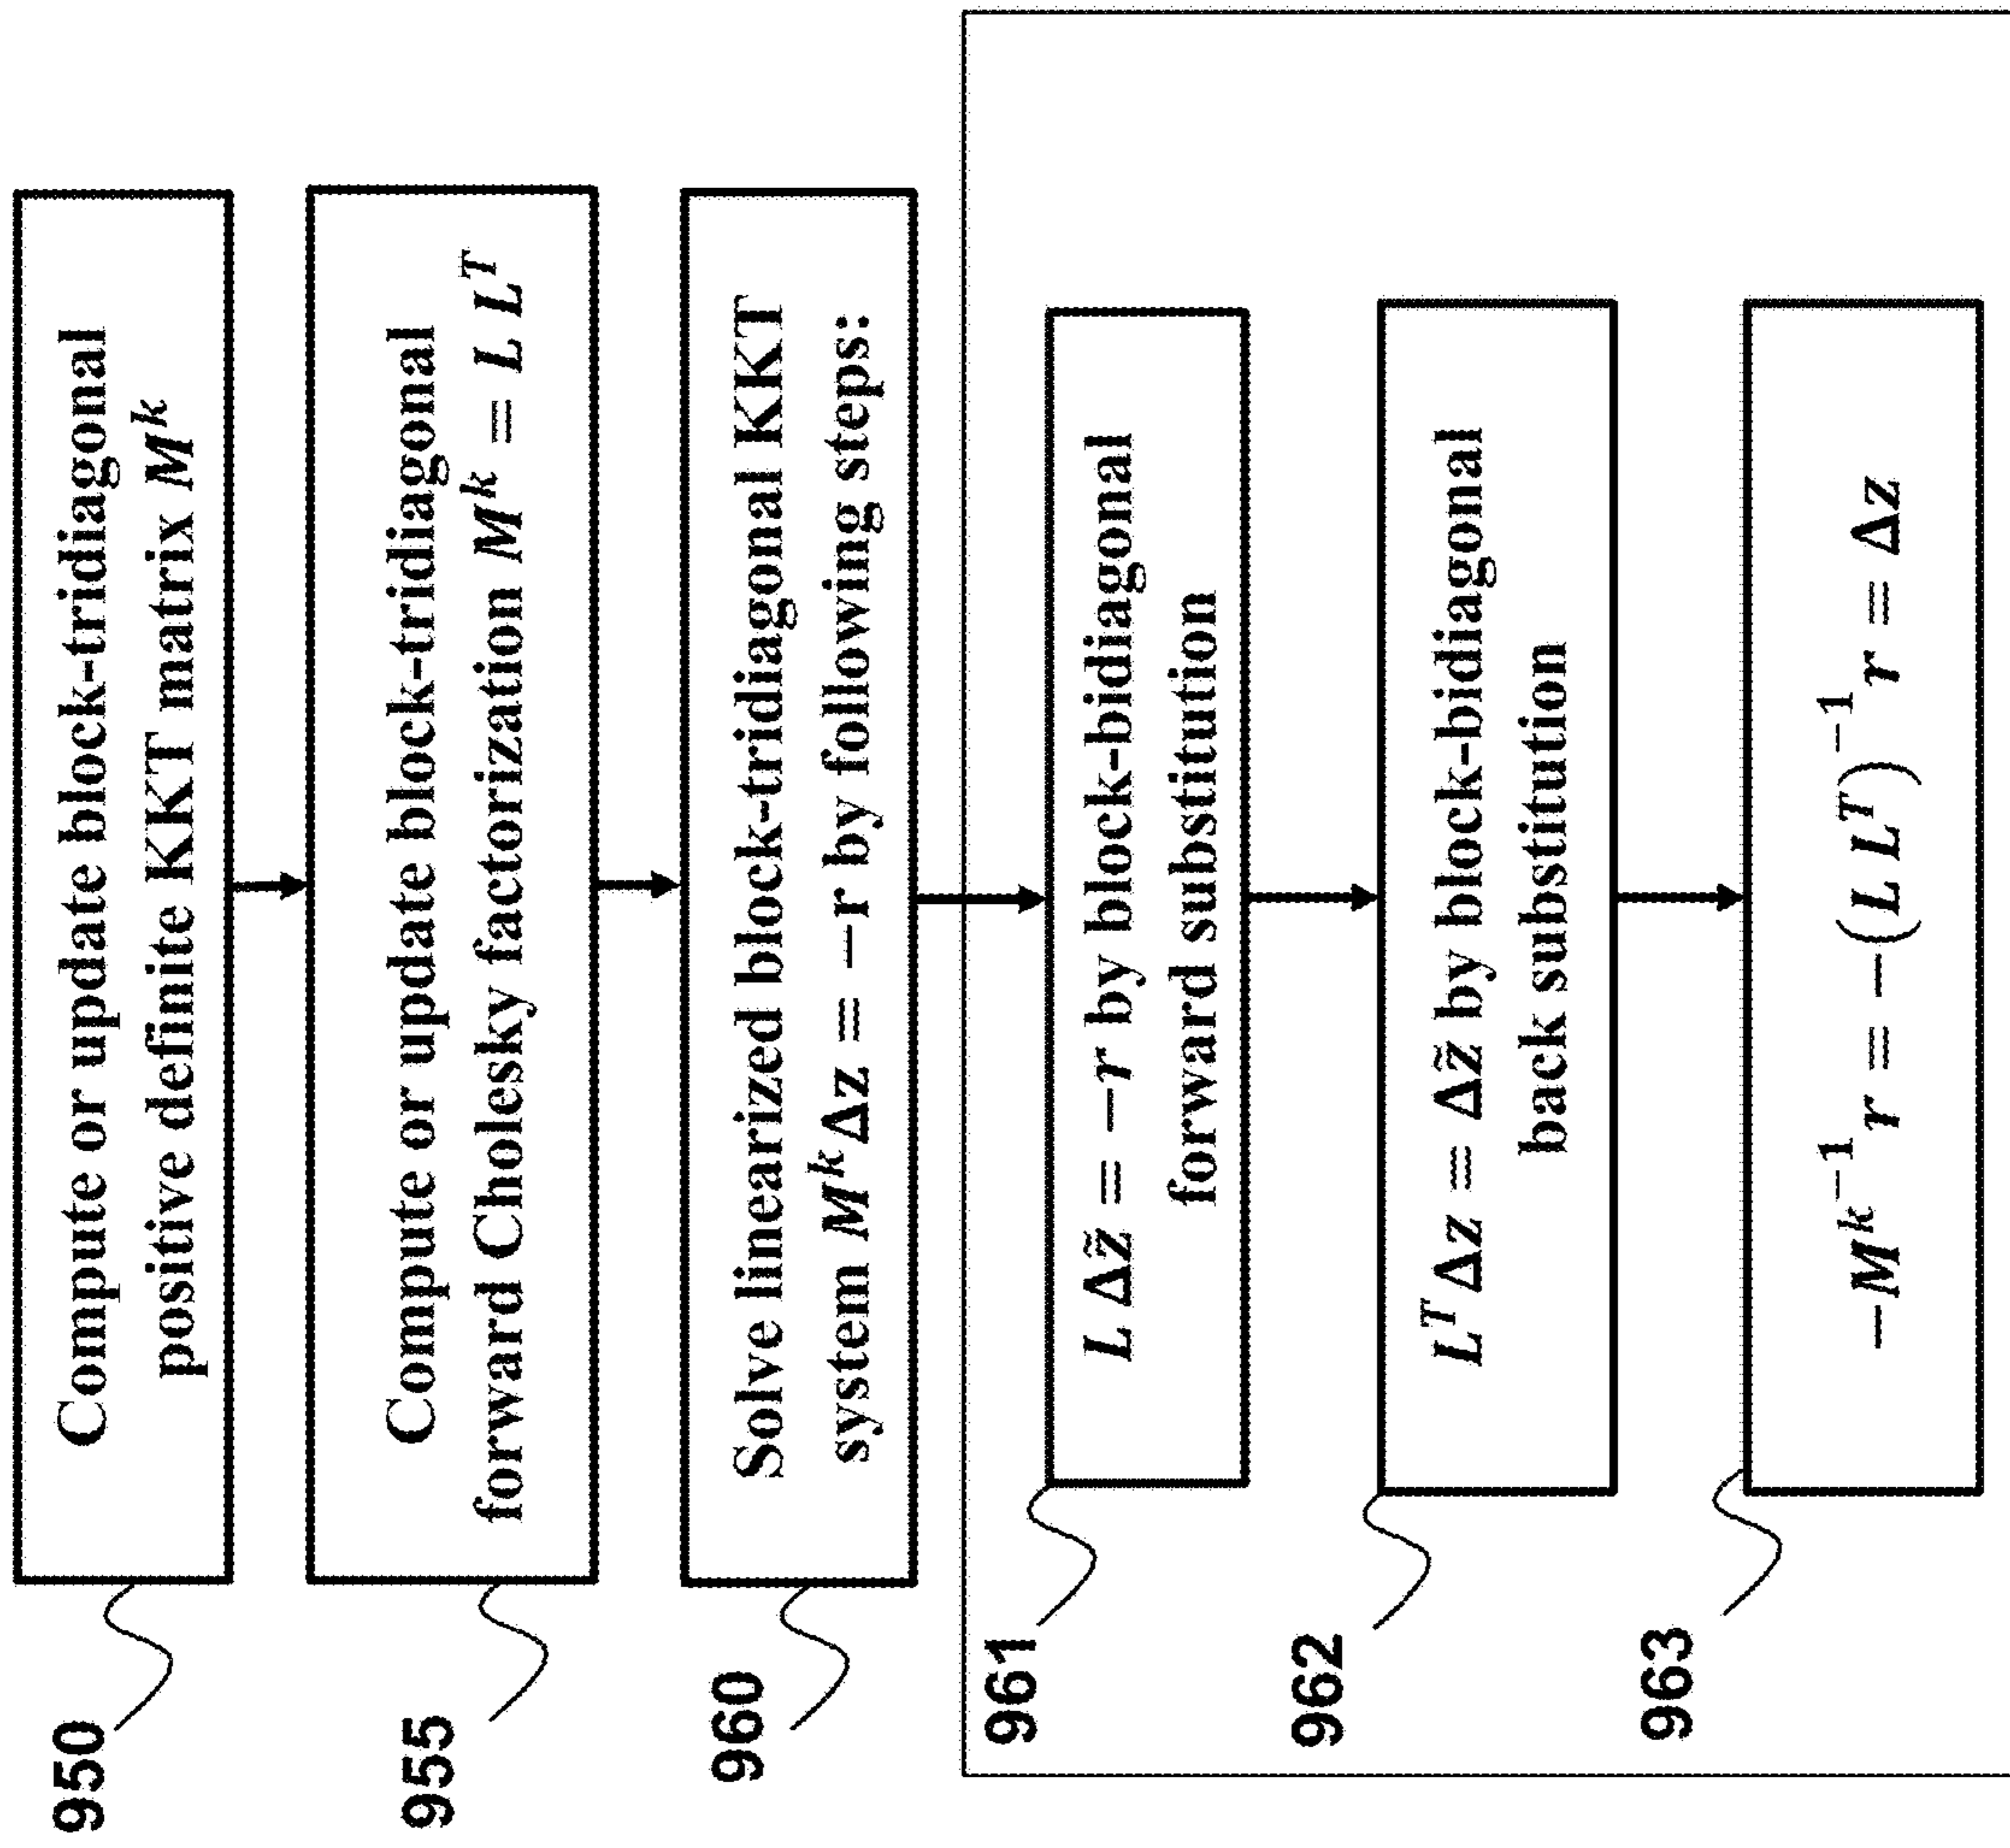 950
Compute or update block-tridiagonal
positive definite KKT matrix M^k
955
Compute or update block-tridiagonal
forward Cholesky factorization M^k = L L^T
960
Solve linearized block-tridiagonal KKT
system M^k Δz = −r by following steps:
961
L Δz̃ = −r by block-bidiagonal
forward substitution
962
L^T Δz = Δz̃ by block-bidiagonal
back substitution
963
−M^k^−1 r = −(L L^T)^−1 r = Δz